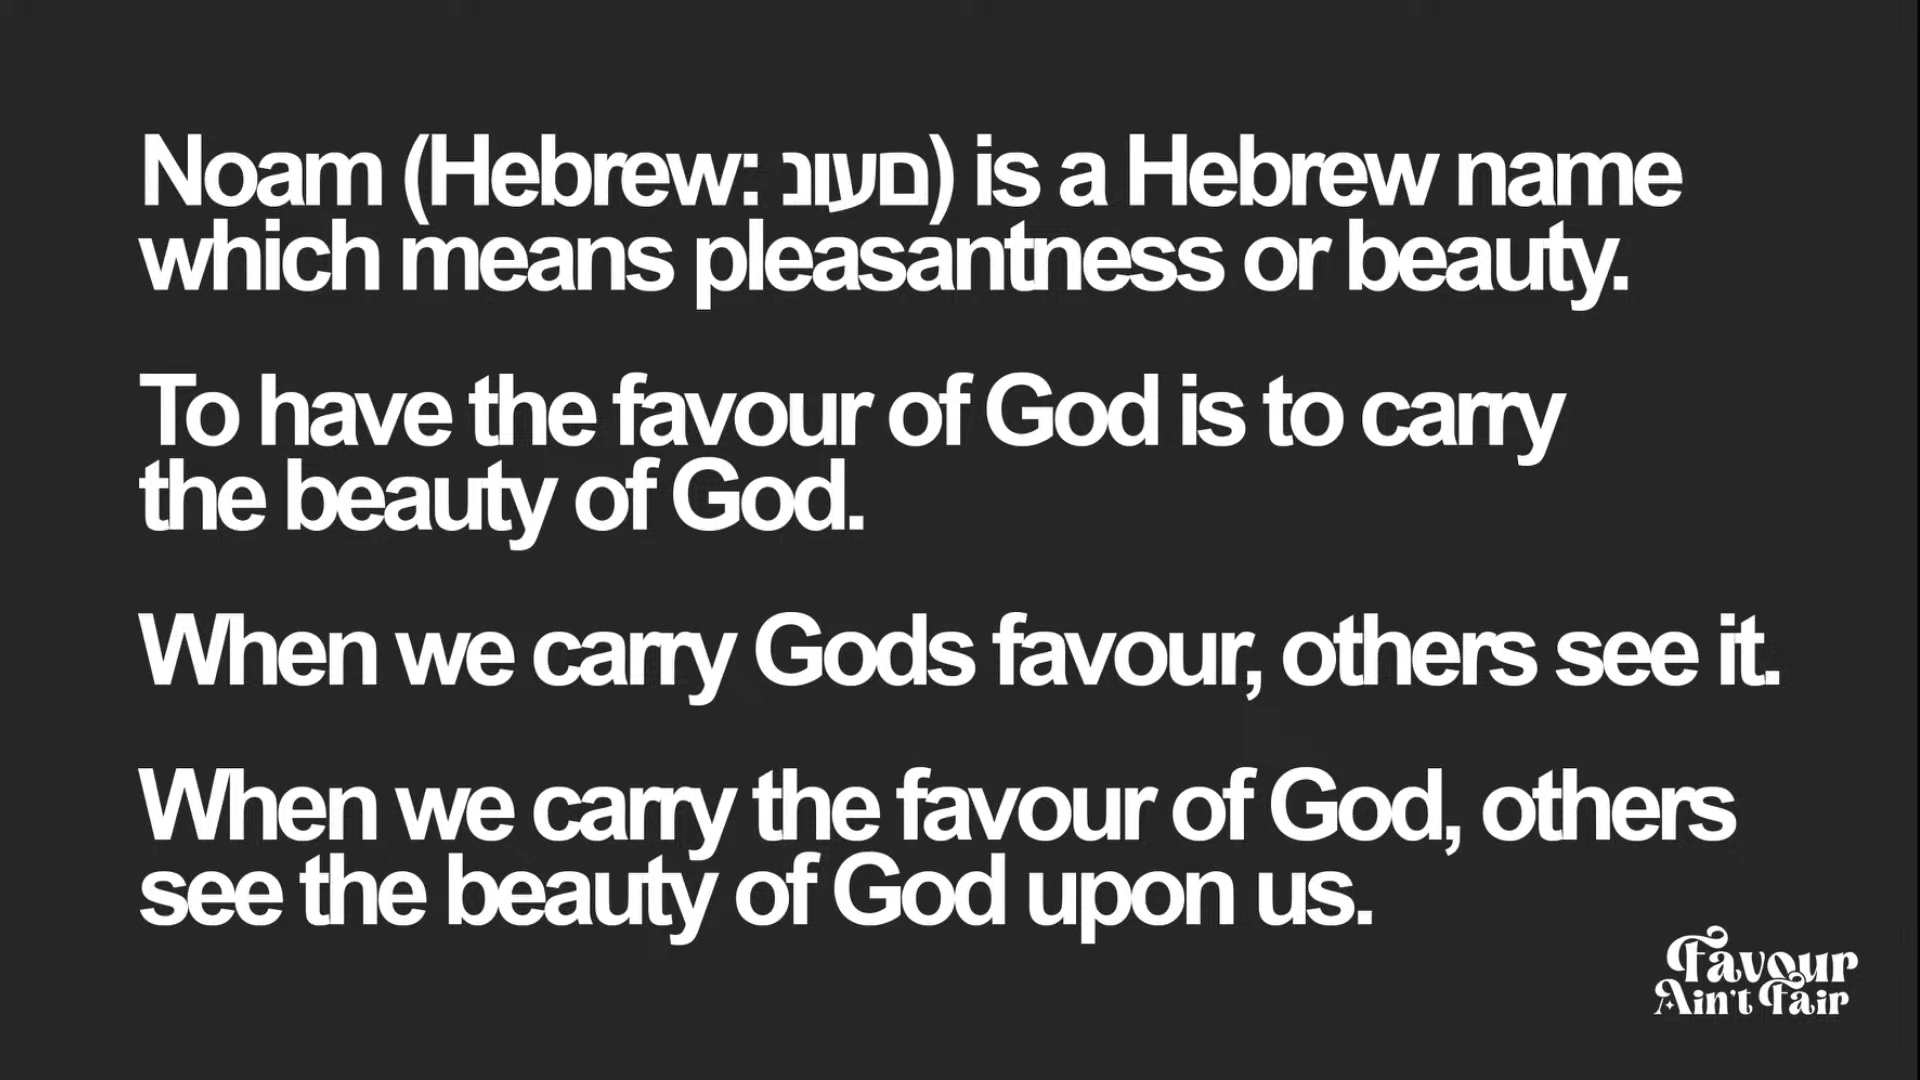 Noam (Hebrew: םעונ) is a Hebrew name
which means pleasantness or beauty.
To have the favour of God is to carry
the beauty of God.
When we carry Gods favour, others see it.
When we carry the favour of God, others
see the beauty of God upon us.
Favour
Ain't Fair